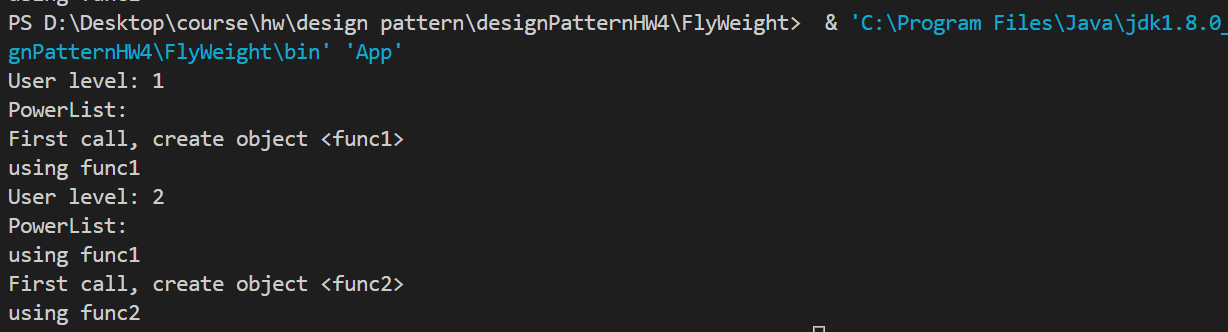 PS D:\Desktop\course\hw\design pattern\designPatternHW4\FlyWeight>  & 'C:\Program Files\Java\jdk1.8.0_
gnPatternHW4\FlyWeight\bin' 'App'
User level: 1
PowerList:
First call, create object <func1>
using func1
User level: 2
PowerList:
using func1
First call, create object <func2>
using func2